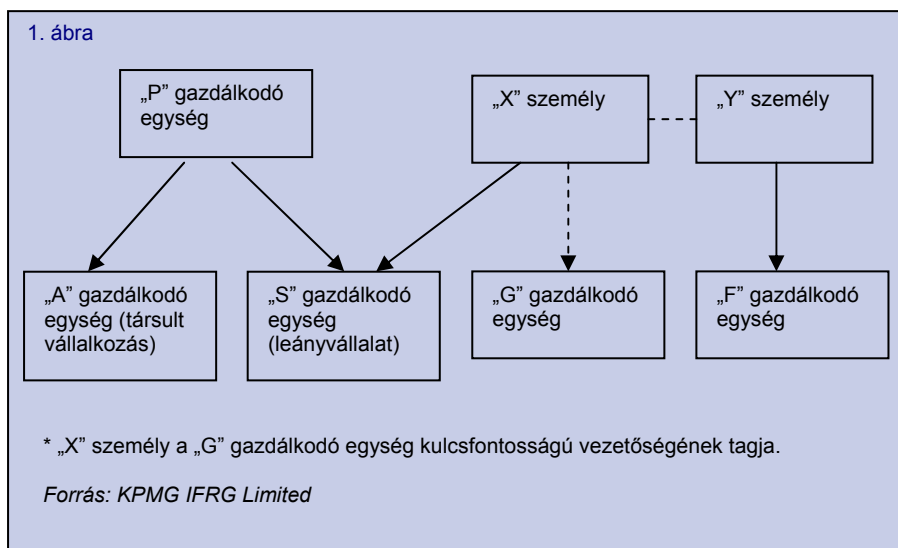 1. ábra
„P” gazdálkodó
egység
„X” személy
„Y” személy
„A” gazdálkodó
egység (társult
vállalkozás)
„S” gazdálkodó
egység
(leányvállalat)
„G” gazdálkodó
egység
„F” gazdálkodó
egység
* „X” személy a „G” gazdálkodó egység kulcsfontosságú vezetőségének tagja.
Forrás: KPMG IFRG Limited